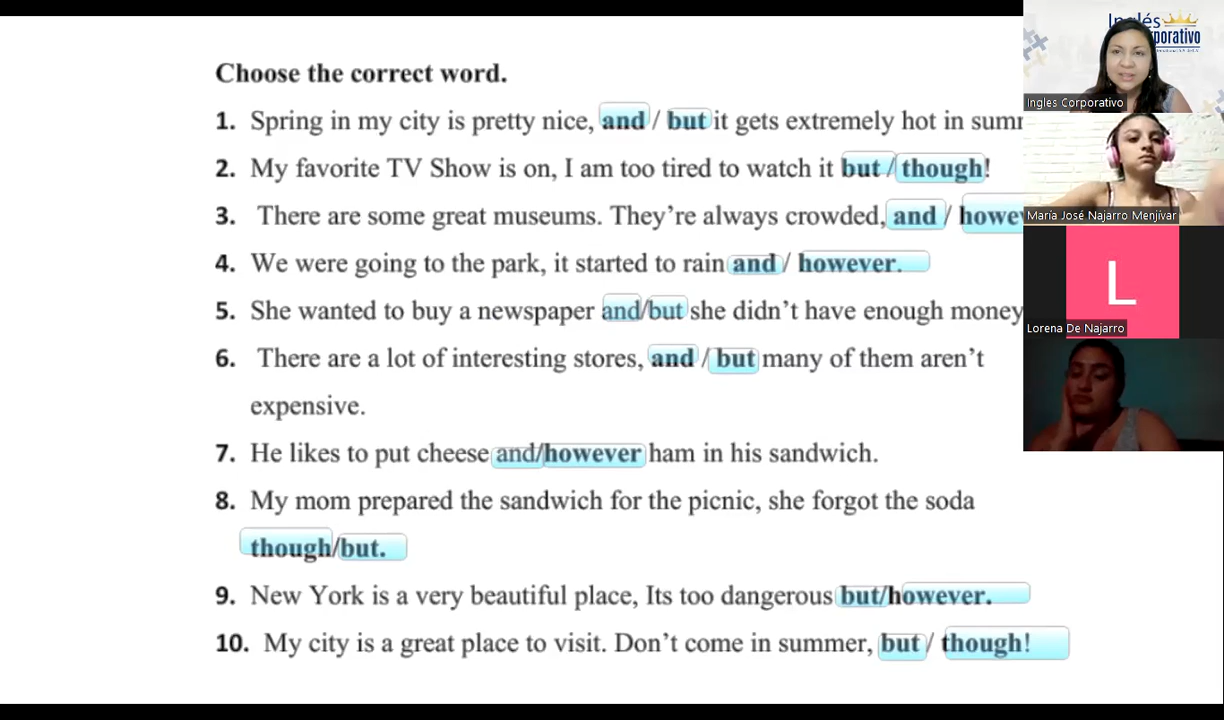 Choose the correct word.
1. Spring in my city is pretty nice, and / but it gets extremely hot in
2. My favorite TV Show is on, I am too tired to watch it but / though!
3. There are some great museums. They're always crowded, and /
4. We were going to the park, it started to rain and / however.
5. She wanted to buy a newspaper and/but she didn't have enough money
6. There are a lot of interesting stores, and / but many of them aren't
expensive.
7. He likes to put cheese and/however ham in his sandwich.
8. My mom prepared the sandwich for the picnic, she forgot the soda
though/but.
9. New York is a very beautiful place, Its too dangerous but/however.
10. My city is a great place to visit. Don't come in summer, but / though!
Inglés
Ingles Corporativo
María José Najarro Menjívar
L
Lorena De Najarro